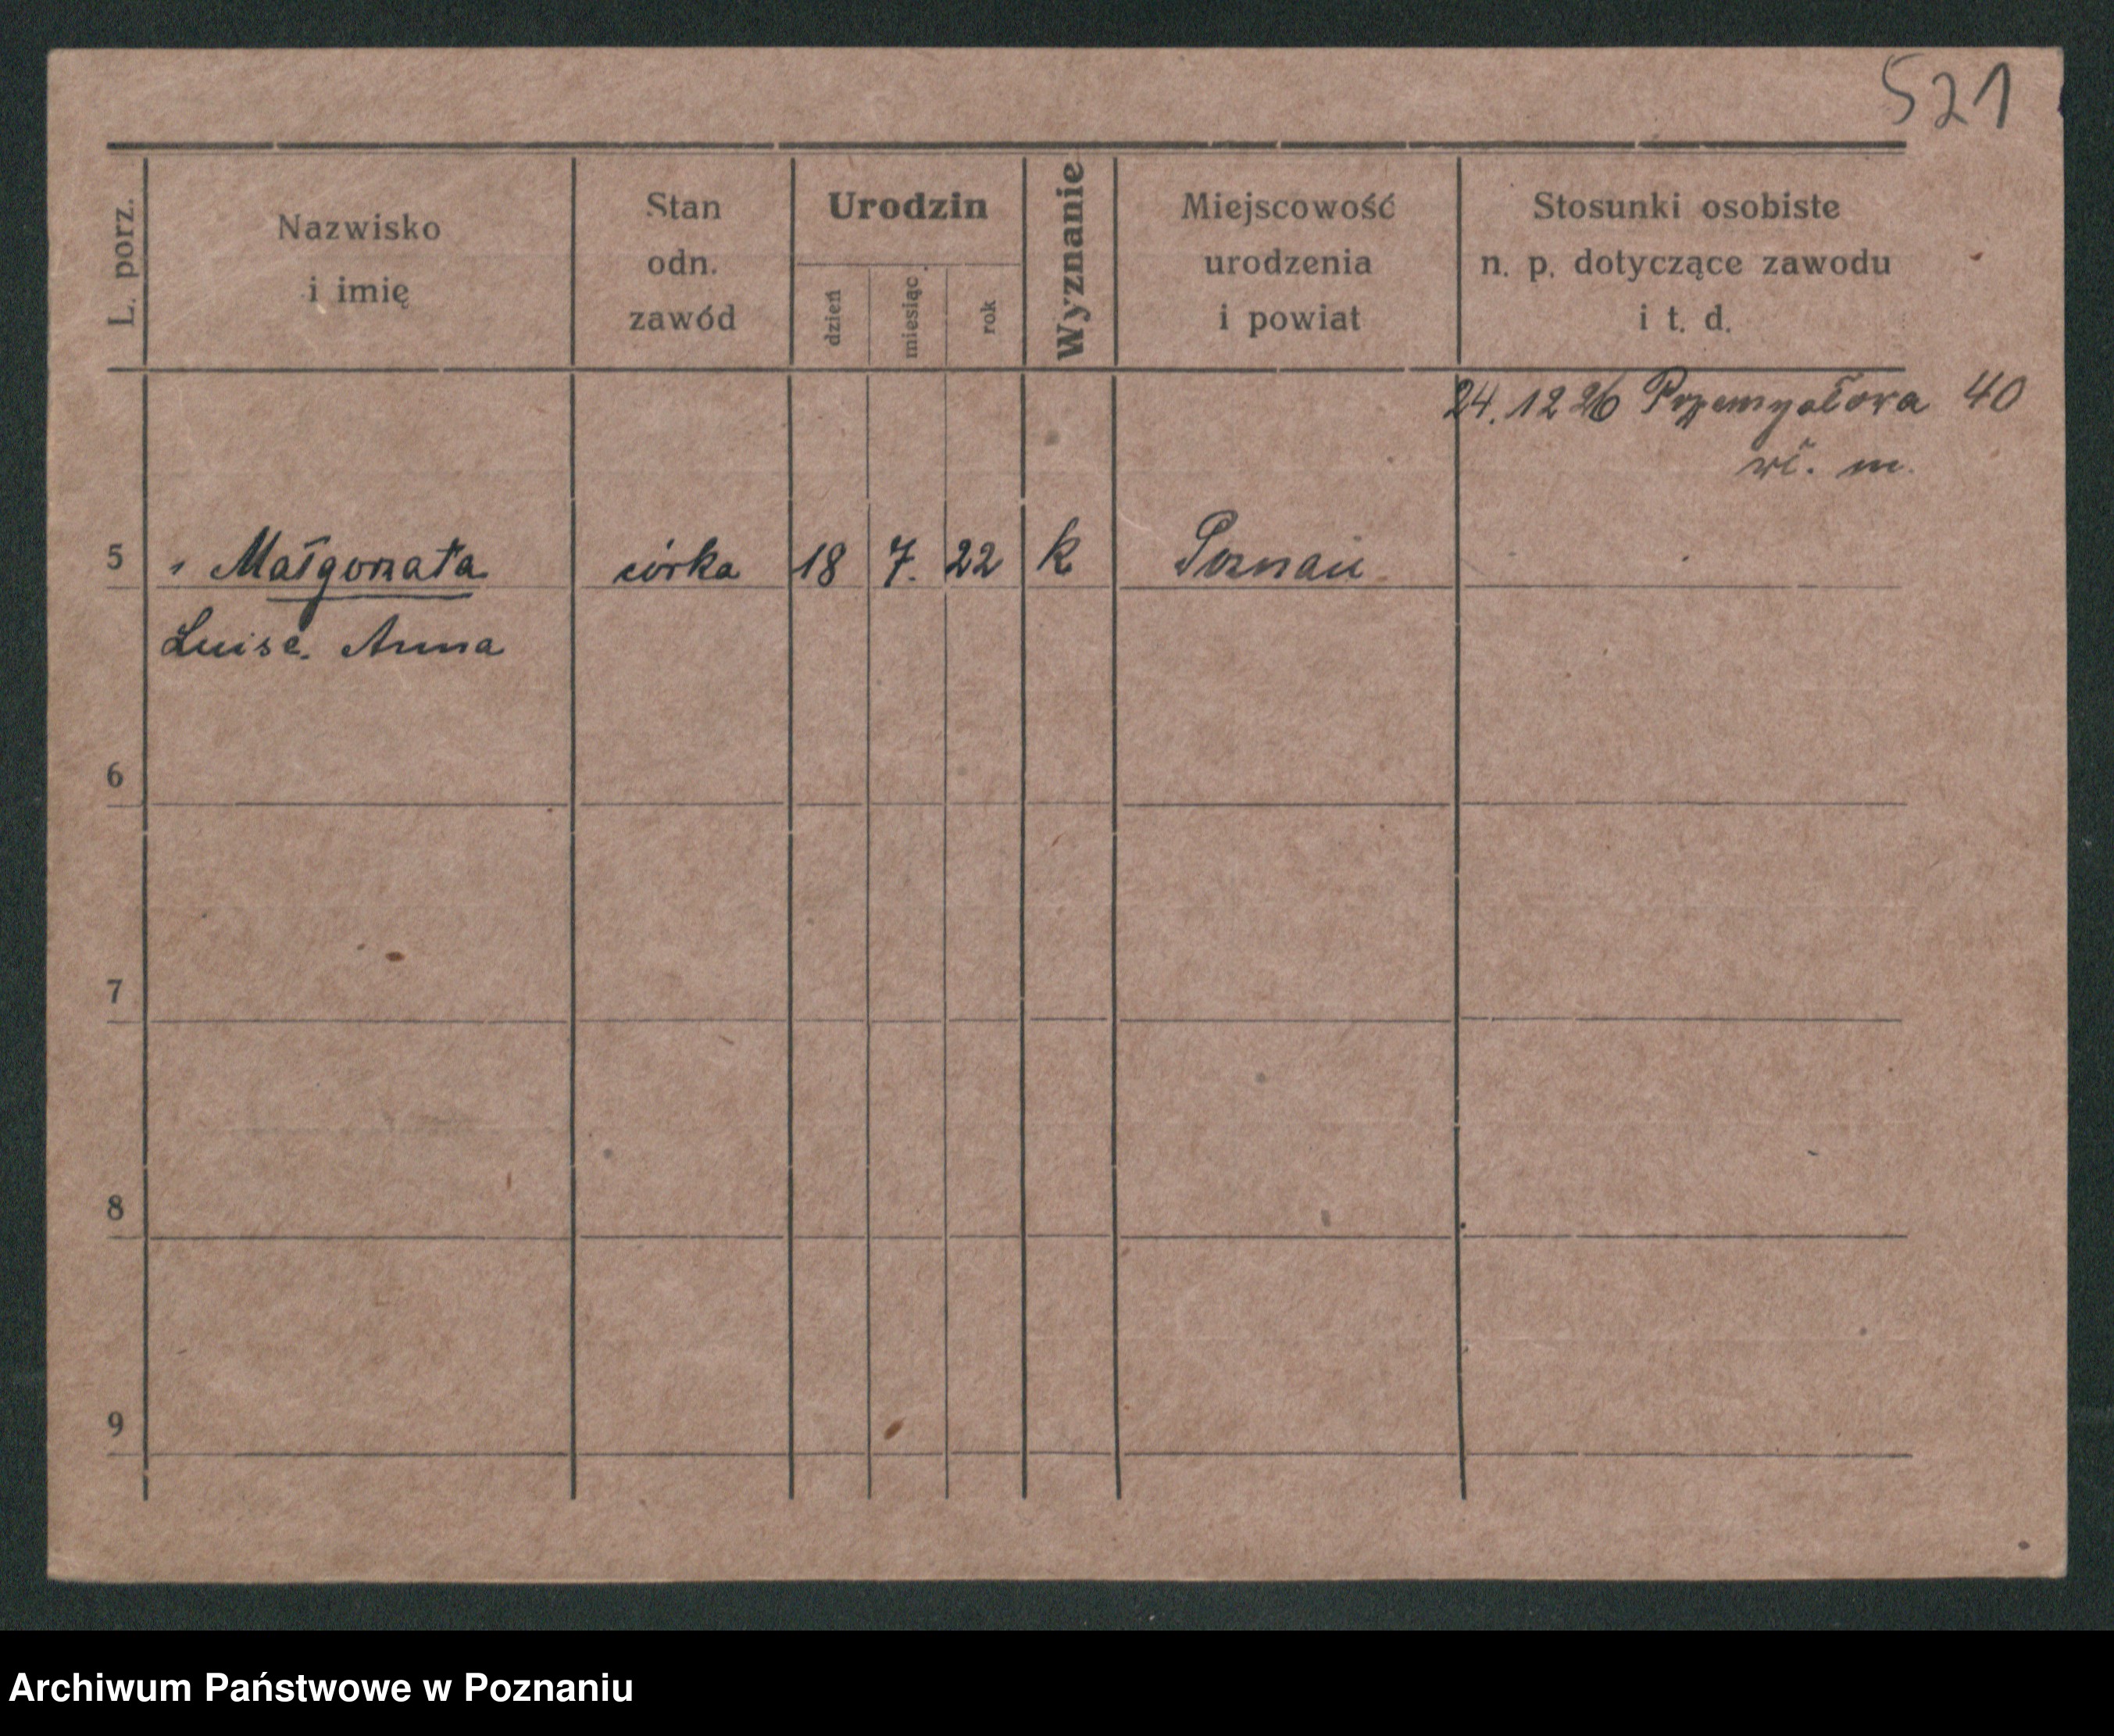 521
L. porz.
Nazwisko
i imię
Stan
odn.
zawód
Urodzin
dzień
miesiąc
rok
Wyznanie
Miejscowość
urodzenia
i powiat
Stosunki osobiste
n. p. dotyczące zawodu
i t. d.
24. 12 26 Przemysłowa 40
wł. m.
5 Małgorzata córka 18 7. 22 k Poznań
Luise. Anna
6
7
8
9
Archiwum Państwowe w Poznaniu